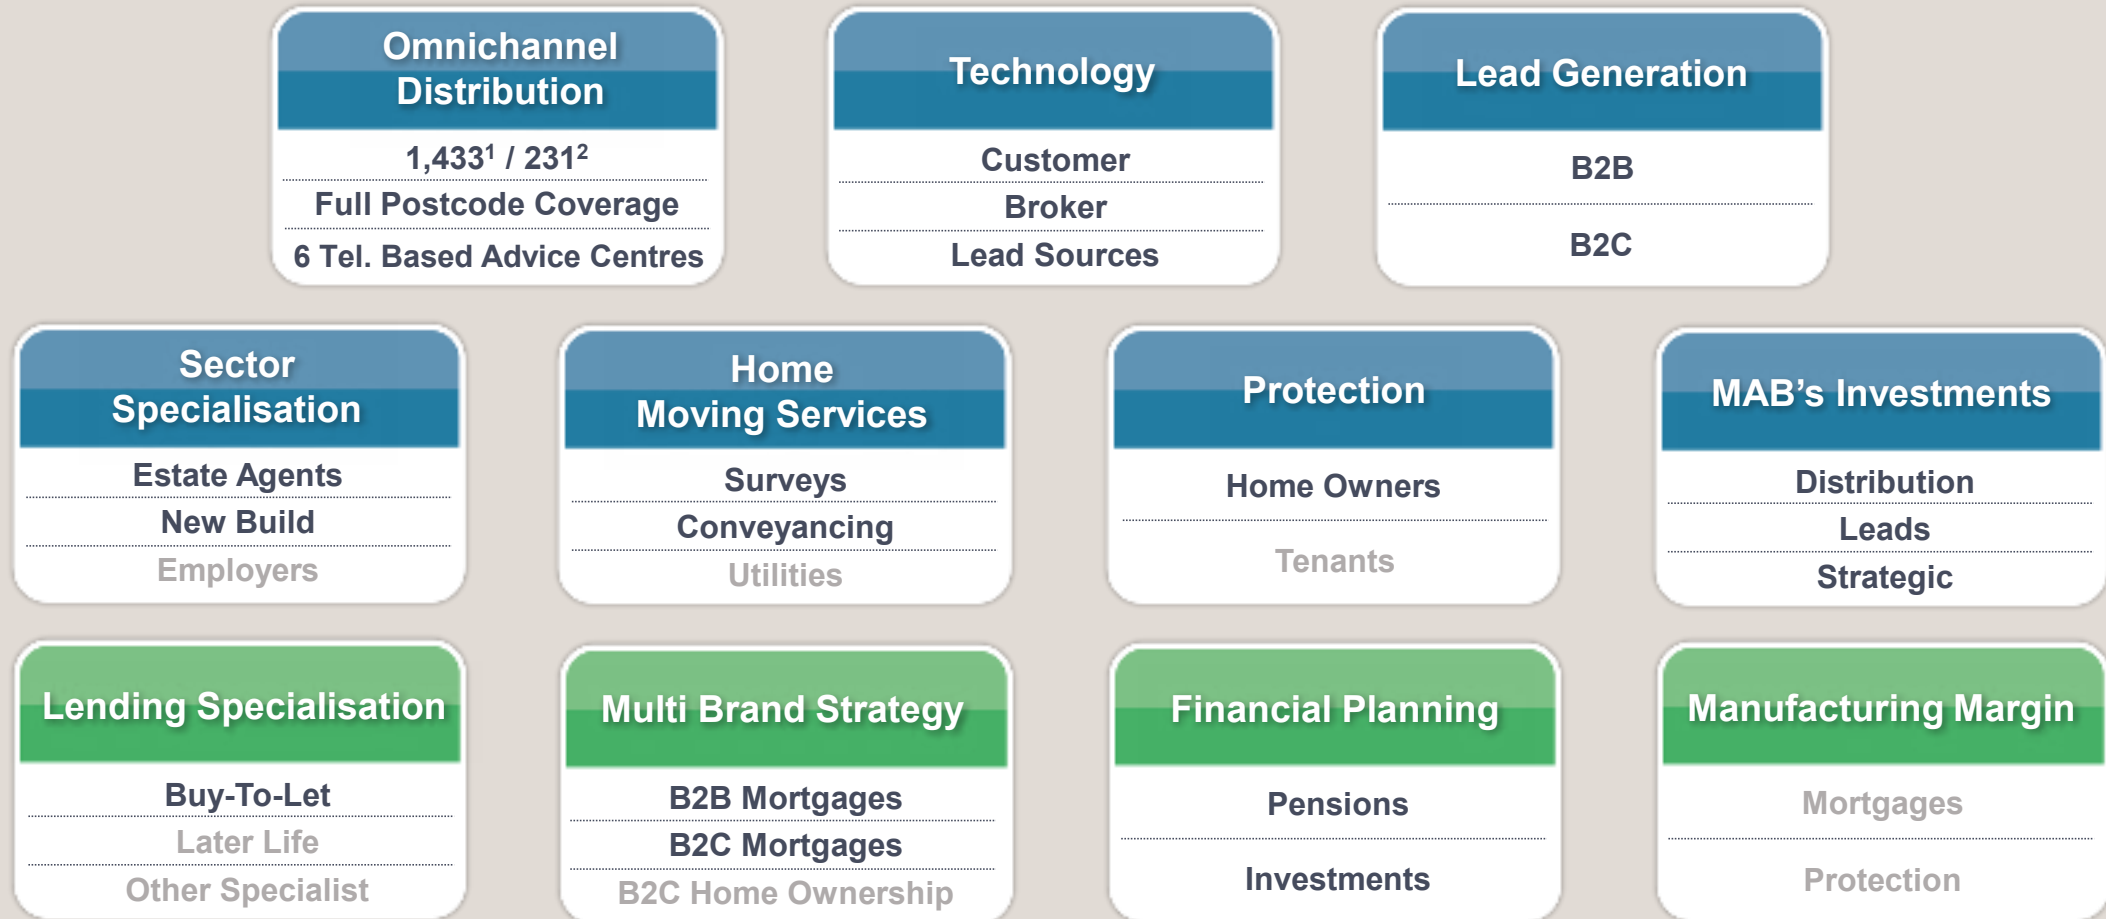 Omnichannel
Distribution
1,433¹ / 231²
Full Postcode Coverage
6 Tel. Based Advice Centres
Technology
Customer
Broker
Lead Sources
Lead Generation
B2B
B2C
Sector
Specialisation
Estate Agents
New Build
Employers
Home
Moving Services
Surveys
Conveyancing
Utilities
Protection
Home Owners
Tenants
MAB’s Investments
Distribution
Leads
Strategic
Lending Specialisation
Buy-To-Let
Later Life
Other Specialist
Multi Brand Strategy
B2B Mortgages
B2C Mortgages
B2C Home Ownership
Financial Planning
Pensions
Investments
Manufacturing Margin
Mortgages
Protection